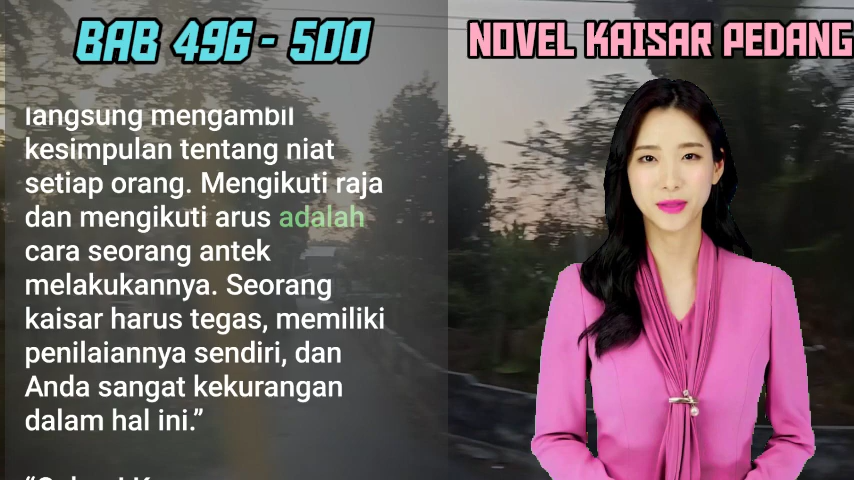 BAB 496 - 500
NOVEL KAISAR PEDANG
langsung mengambil
kesimpulan tentang niat
setiap orang. Mengikuti raja
dan mengikuti arus adalah
cara seorang antek
melakukannya. Seorang
kaisar harus tegas, memiliki
penilaiannya sendiri, dan
Anda sangat kekurangan
dalam hal ini.”